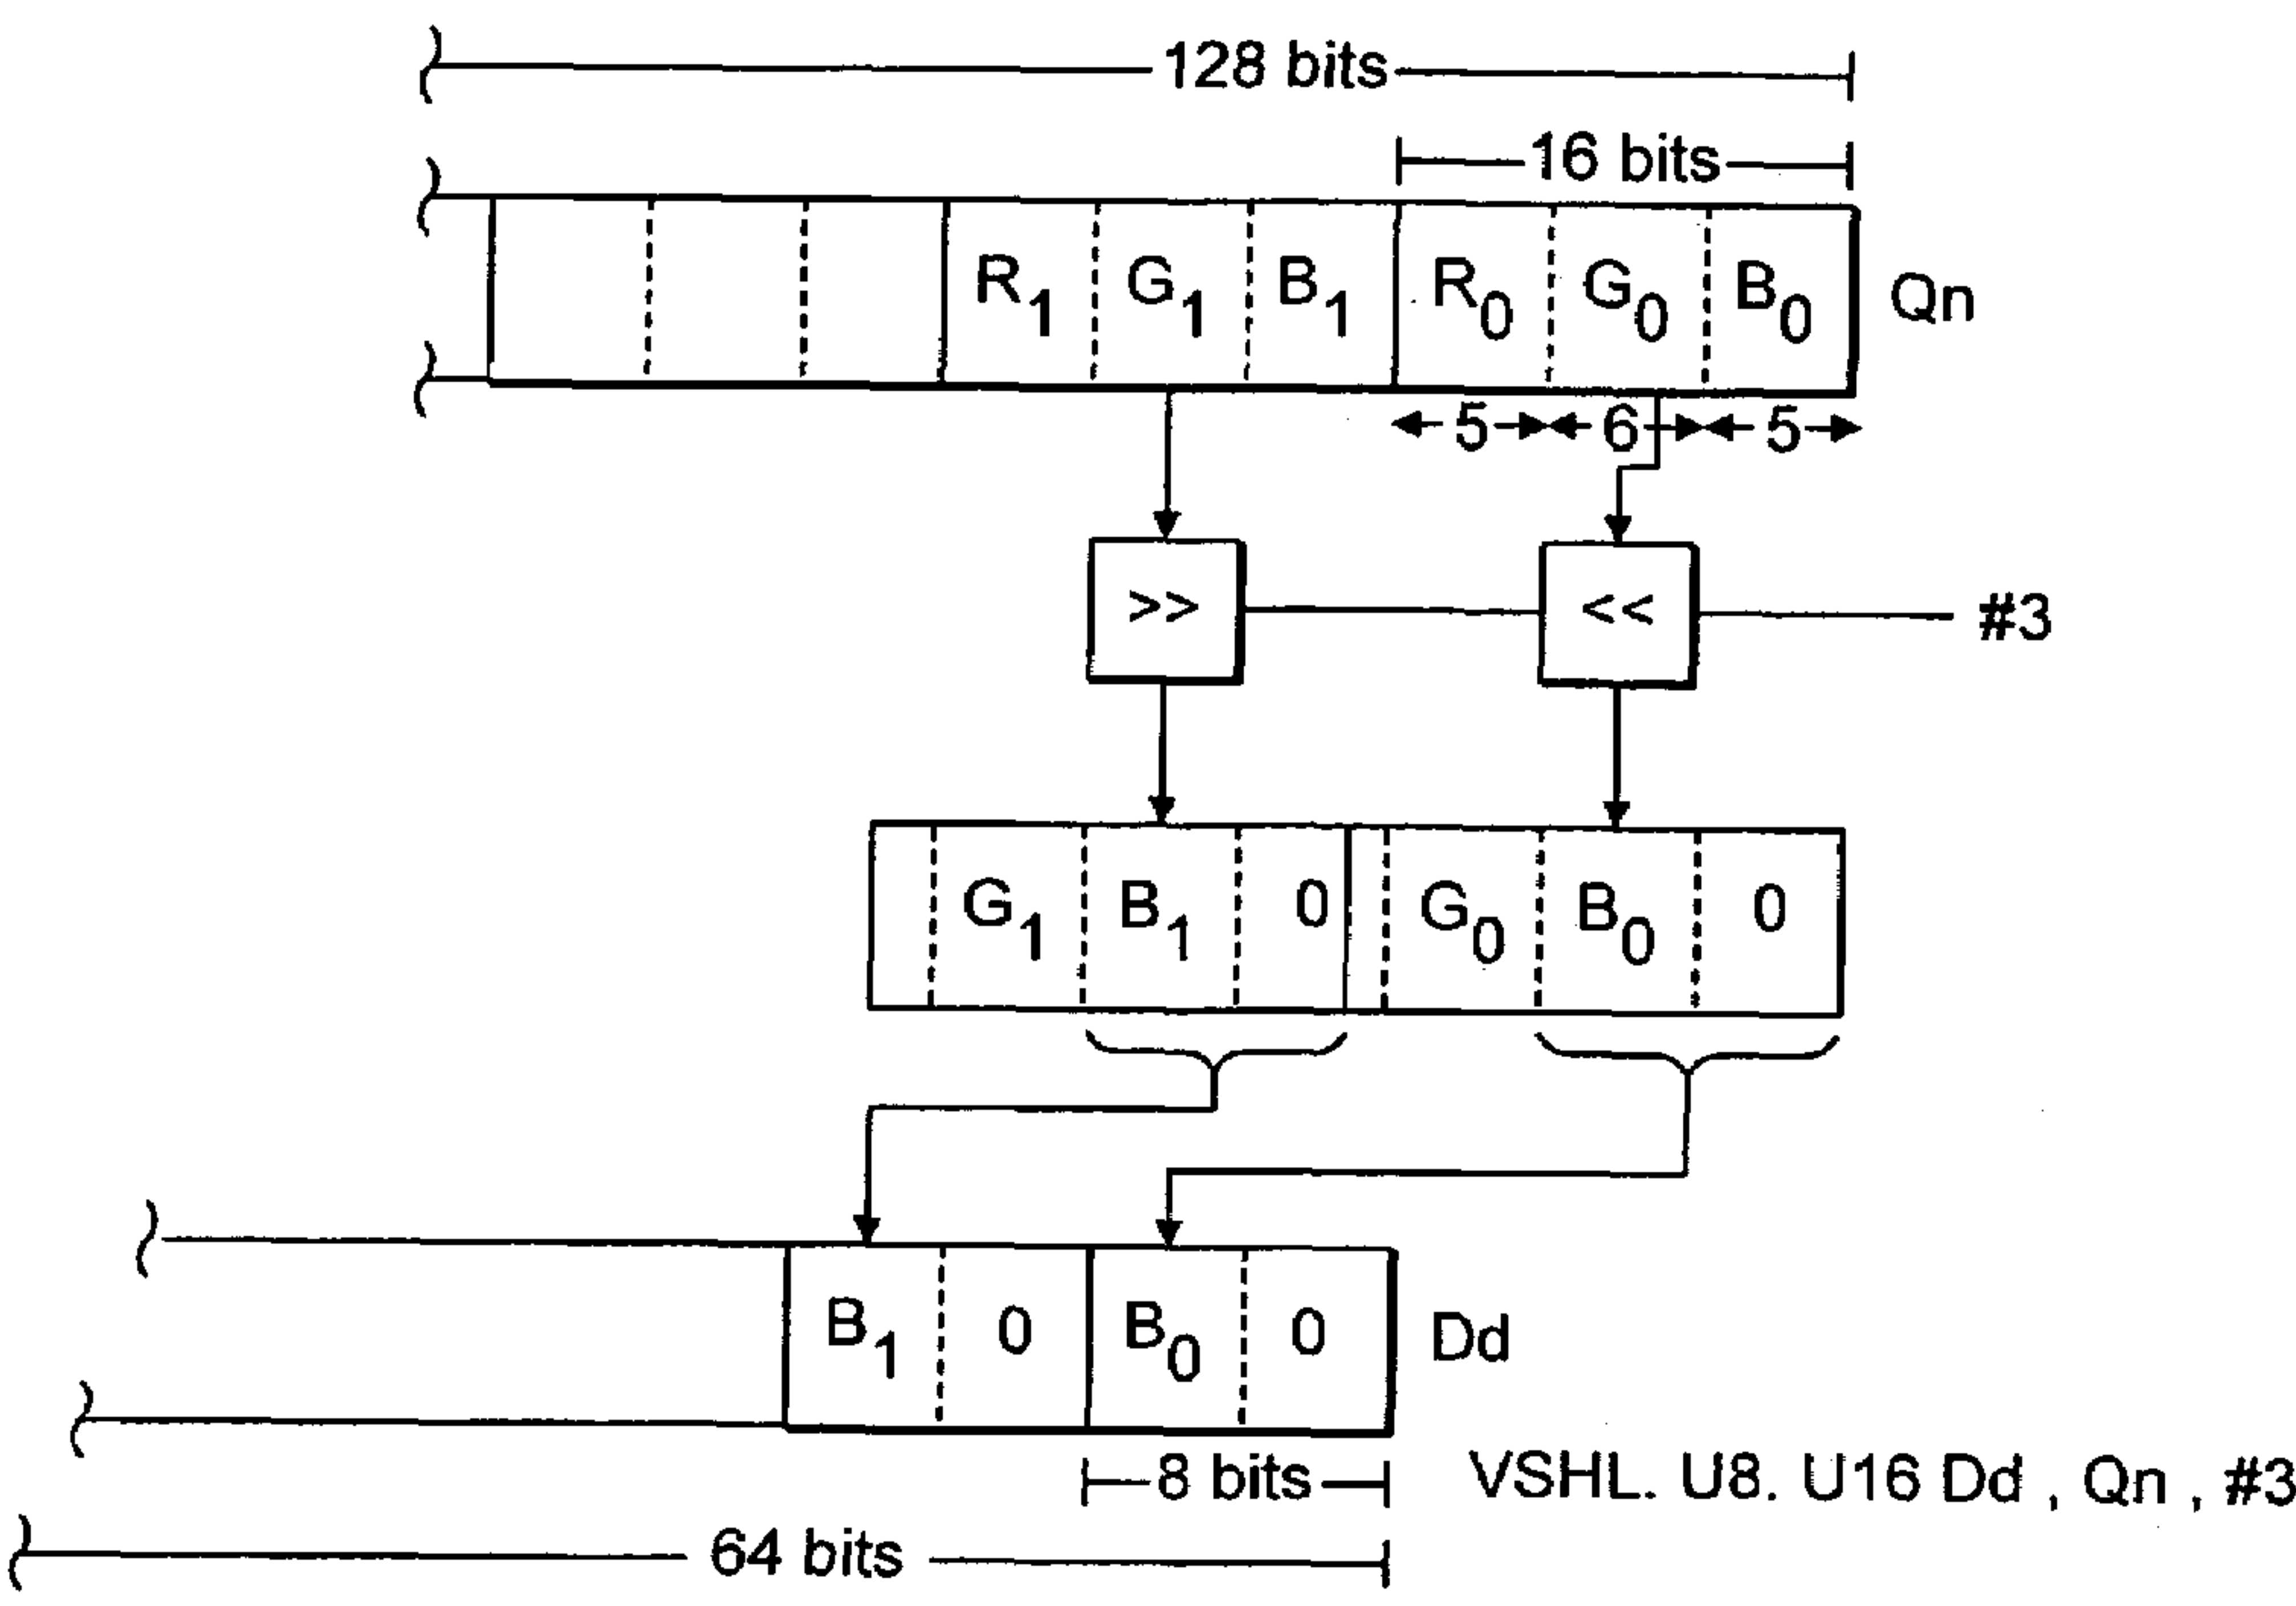 128 bits
16 bits
R1 G1 B1 R0 G0 B0 Qn
5 6 5
>> << #3
G1 B1 0 G0 B0 0
B1 0 B0 0 Dd
8 bits VSHL. U8. U16 Dd , Qn , #3
64 bits